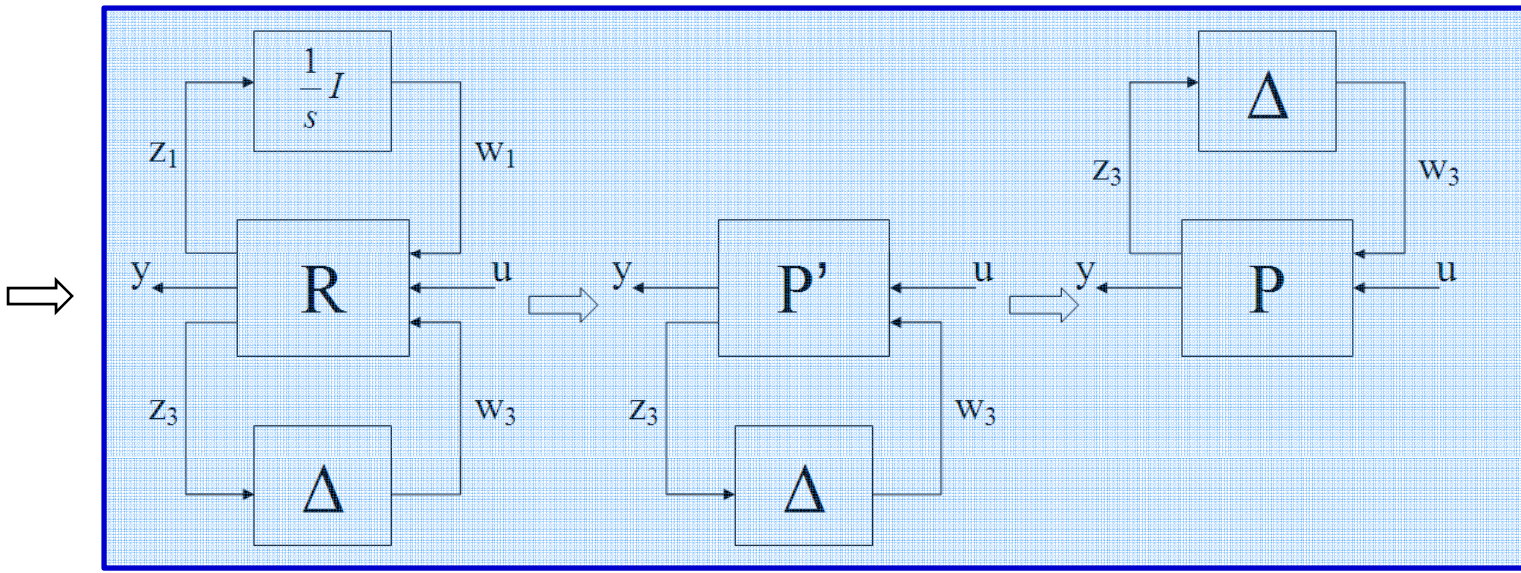 1/s I
Δ
z₁
w₁
z₃
w₃
y
R
u
y
P’
u
y
P
u
z₃
w₃
z₃
w₃
Δ
Δ